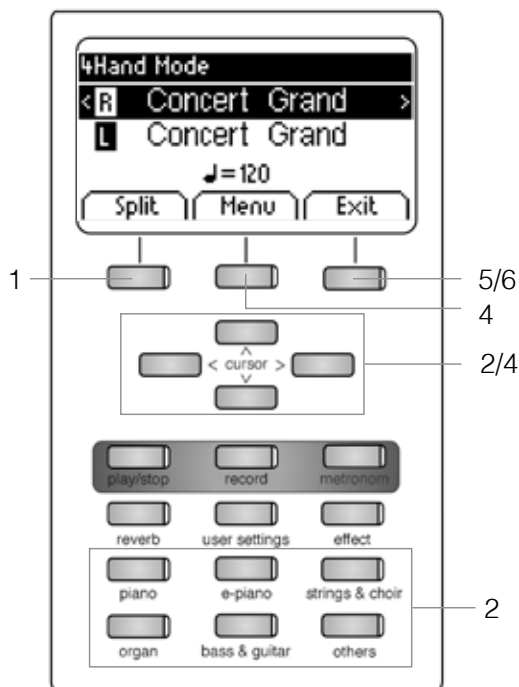 4Hand Mode
< R Concert Grand >
L Concert Grand
♩=120
Split Menu Exit
1 5/6
4
^
< cursor > 2/4
v
play/stop record metronom
reverb user settings effect
piano e-piano strings & choir
2
organ bass & guitar others